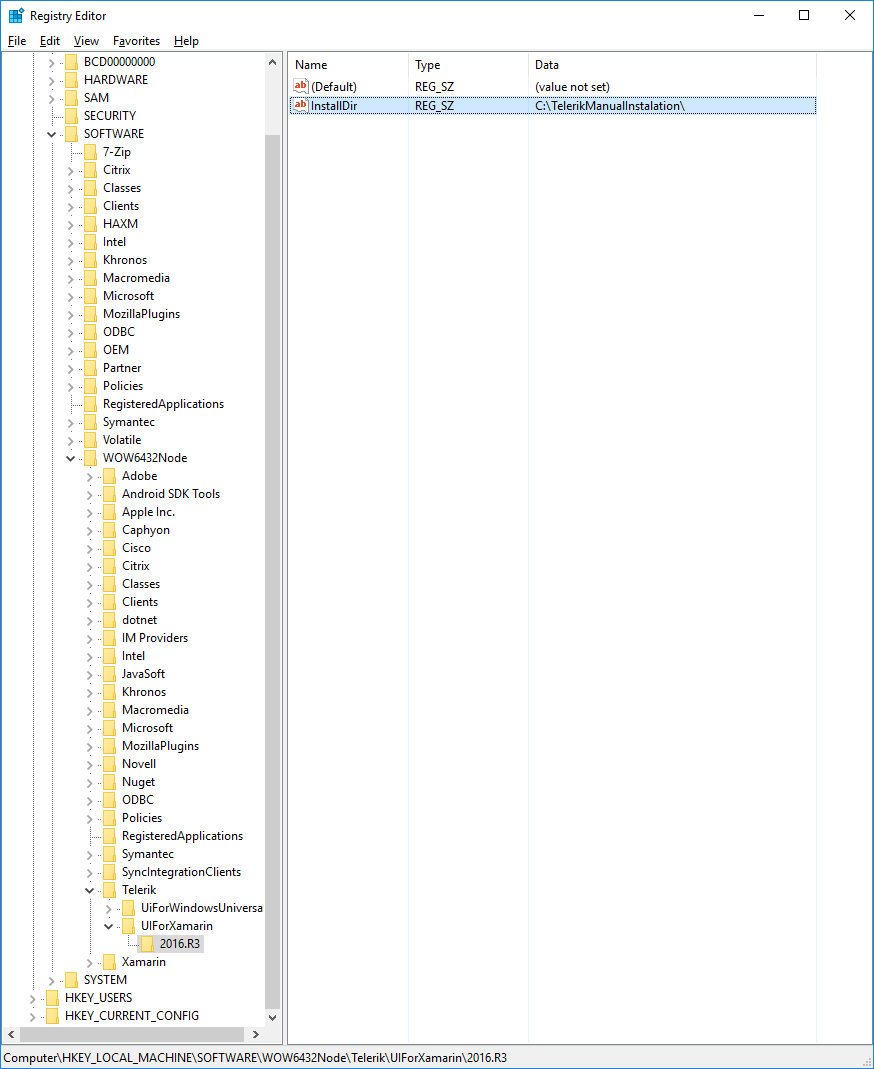 Registry Editor
File Edit View Favorites Help
BCD00000000
HARDWARE
SAM
SECURITY
SOFTWARE
7-Zip
Citrix
Classes
Clients
HAXM
Intel
Khronos
Macromedia
Microsoft
MozillaPlugins
ODBC
OEM
Partner
Policies
RegisteredApplications
Symantec
Volatile
WOW6432Node
Adobe
Android SDK Tools
Apple Inc.
Caphyon
Cisco
Citrix
Classes
Clients
dotnet
IM Providers
Intel
JavaSoft
Khronos
Macromedia
Microsoft
MozillaPlugins
Novell
Nuget
ODBC
Policies
RegisteredApplications
Symantec
SyncIntegrationClients
Telerik
UiForWindowsUniversa
UIForXamarin
2016.R3
Xamarin
SYSTEM
HKEY_USERS
HKEY_CURRENT_CONFIG
Name Type Data
ab (Default) REG_SZ (value not set)
ab InstallDir REG_SZ C:\TelerikManualInstalation\
Computer\HKEY_LOCAL_MACHINE\SOFTWARE\WOW6432Node\Telerik\UIForXamarin\2016.R3